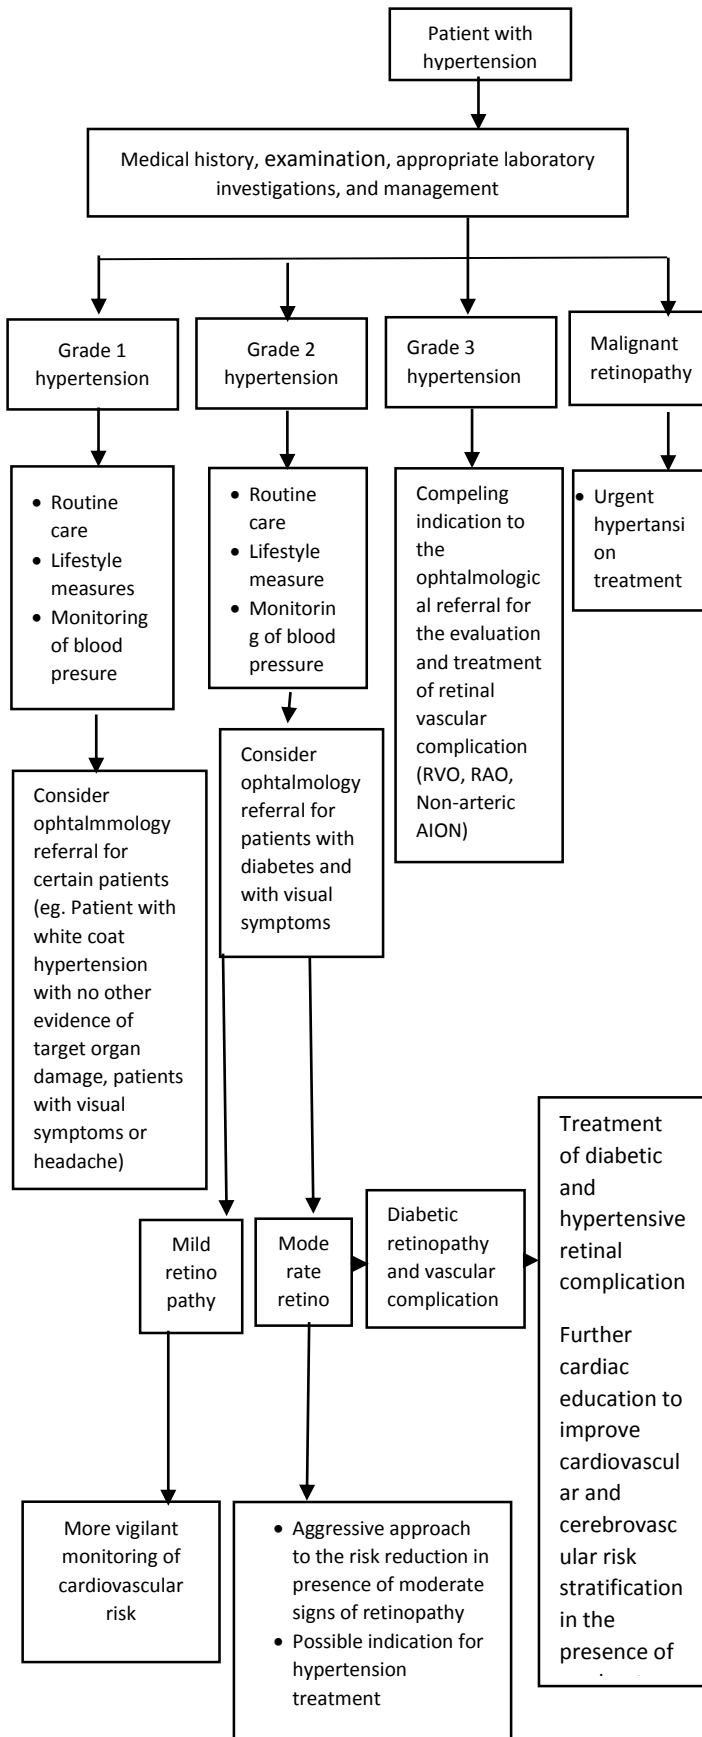 Patient with
hypertension
Medical history, examination, appropriate laboratory
investigations, and management
Grade 1
hypertension
Grade 2
hypertension
Grade 3
hypertension
Malignant
retinopathy
• Routine
care
• Lifestyle
measures
• Monitoring
of blood
presure
• Routine
care
• Lifestyle
measure
• Monitorin
g of blood
pressure
Compeling
indication to
the
ophtalmologic
al referral for
the evaluation
and treatment
of retinal
vascular
complication
(RVO, RAO,
Non-arteric
AION)
• Urgent
hypertansi
on
treatment
Consider
ophtalmmology
referral for
certain patients
(eg. Patient with
white coat
hypertension
with no other
evidence of
target organ
damage, patients
with visual
symptoms or
headache)
Consider
ophtalmology
referral for
patients with
diabetes and
with visual
symptoms
Mild
retino
pathy
Mode
rate
retino
Diabetic
retinopathy
and vascular
complication
Treatment
of diabetic
and
hypertensive
retinal
complication
Further
cardiac
education to
improve
cardiovascul
ar and
cerebrovasc
ular risk
stratification
in the
presence of
More vigilant
monitoring of
cardiovascular
risk
• Aggressive approach
to the risk reduction in
presence of moderate
signs of retinopathy
• Possible indication for
hypertension
treatment